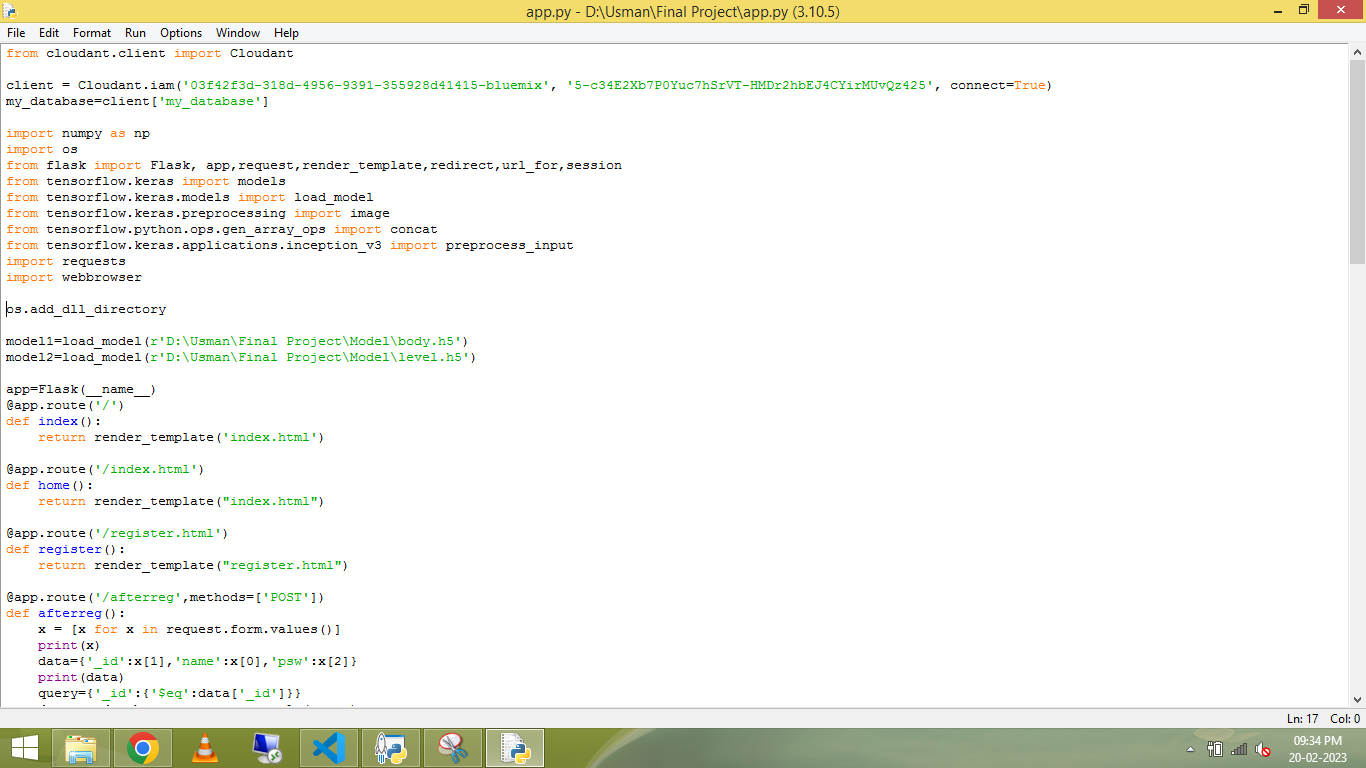 app.py - D:\Usman\Final Project\app.py (3.10.5)
File Edit Format Run Options Window Help
from cloudant.client import Cloudant
client = Cloudant.iam('03f42f3d-318d-4956-9391-355928d41415-bluemix', '5-c34E2Xb7P0Yuc7hSrVT-HMDr2hbEJ4CYirMUvQz425', connect=True)
my_database=client['my_database']
import numpy as np
import os
from flask import Flask, app,request,render_template,redirect,url_for,session
from tensorflow.keras import models
from tensorflow.keras.models import load_model
from tensorflow.keras.preprocessing import image
from tensorflow.python.ops.gen_array_ops import concat
from tensorflow.keras.applications.inception_v3 import preprocess_input
import requests
import webbrowser
os.add_dll_directory
model1=load_model(r'D:\Usman\Final Project\Model\body.h5')
model2=load_model(r'D:\Usman\Final Project\Model\level.h5')
app=Flask(__name__)
@app.route('/')
def index():
    return render_template('index.html')
@app.route('/index.html')
def home():
    return render_template("index.html")
@app.route('/register.html')
def register():
    return render_template("register.html")
@app.route('/afterreg',methods=['POST'])
def afterreg():
    x = [x for x in request.form.values()]
    print(x)
    data={'_id':x[1],'name':x[0],'psw':x[2]}
    print(data)
    query={'_id':{'$eq':data['_id']}}
Ln: 17 Col: 0
09:34 PM
20-02-2023